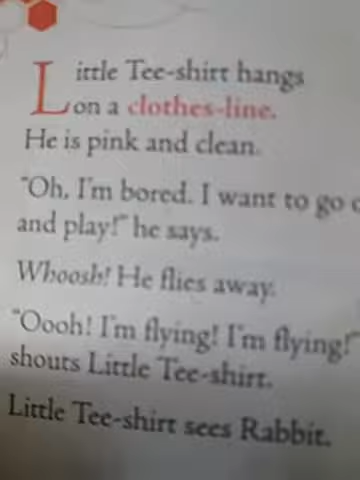 Little Tee-shirt hangs
on a clothes-line.
He is pink and clean.
"Oh, I'm bored. I want to go
and play!" he says.
Whoosh! He flies away.
"Oooh! I'm flying! I'm flying!"
shouts Little Tee-shirt.
Little Tee-shirt sees Rabbit.